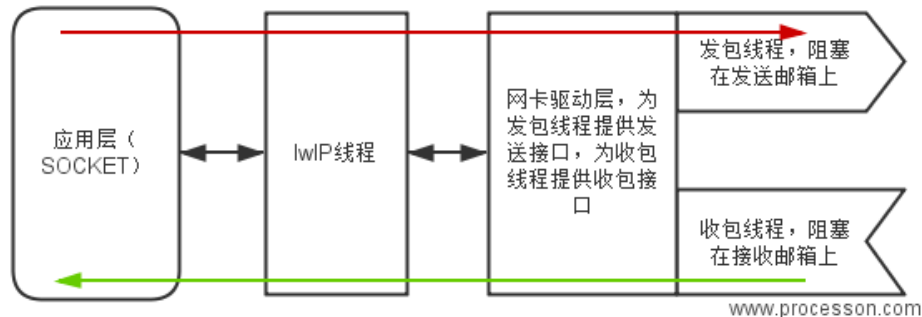 应用层（
SOCKET）
lwIP线程
网卡驱动层，为
发包线程提供发
送接口，为收包
线程提供收包接
口
发包线程，阻塞
在发送邮箱上
收包线程，阻塞
在接收邮箱上
www.processon.com